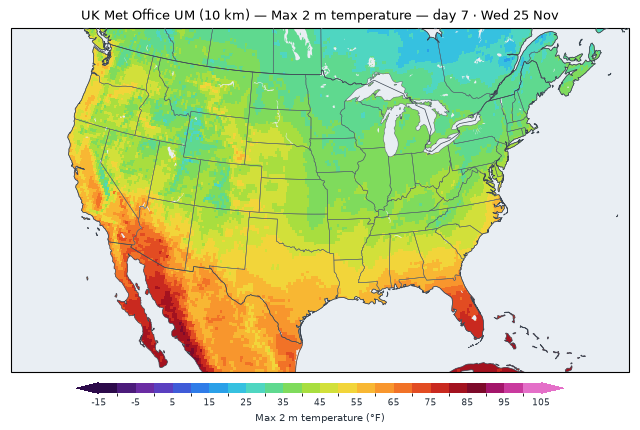 UK Met Office UM (10 km) — Max 2 m temperature — day 7 · Wed 25 Nov
-15 -5 5 15 25 35 45 55 65 75 85 95 105
Max 2 m temperature (°F)